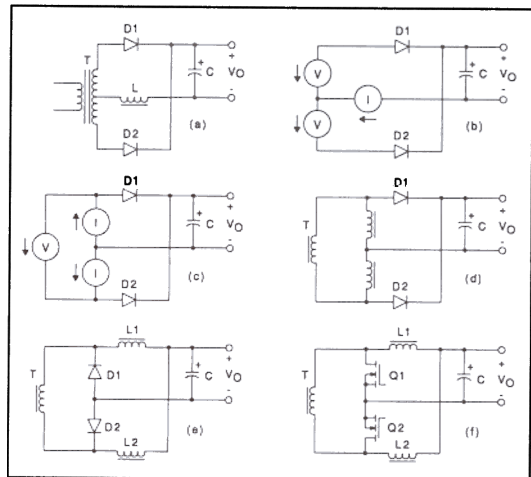 D1
T
L
+
C
+
VO
-
D2
(a)
D1
V
I
V
+
C
+
VO
-
D2
(b)
D1
V
I
I
+
C
+
VO
-
D2
(c)
D1
T
+
C
+
VO
-
D2
(d)
L1
T
D1
D2
+
C
+
VO
-
L2
(e)
L1
T
Q1
Q2
+
C
+
VO
-
L2
(f)